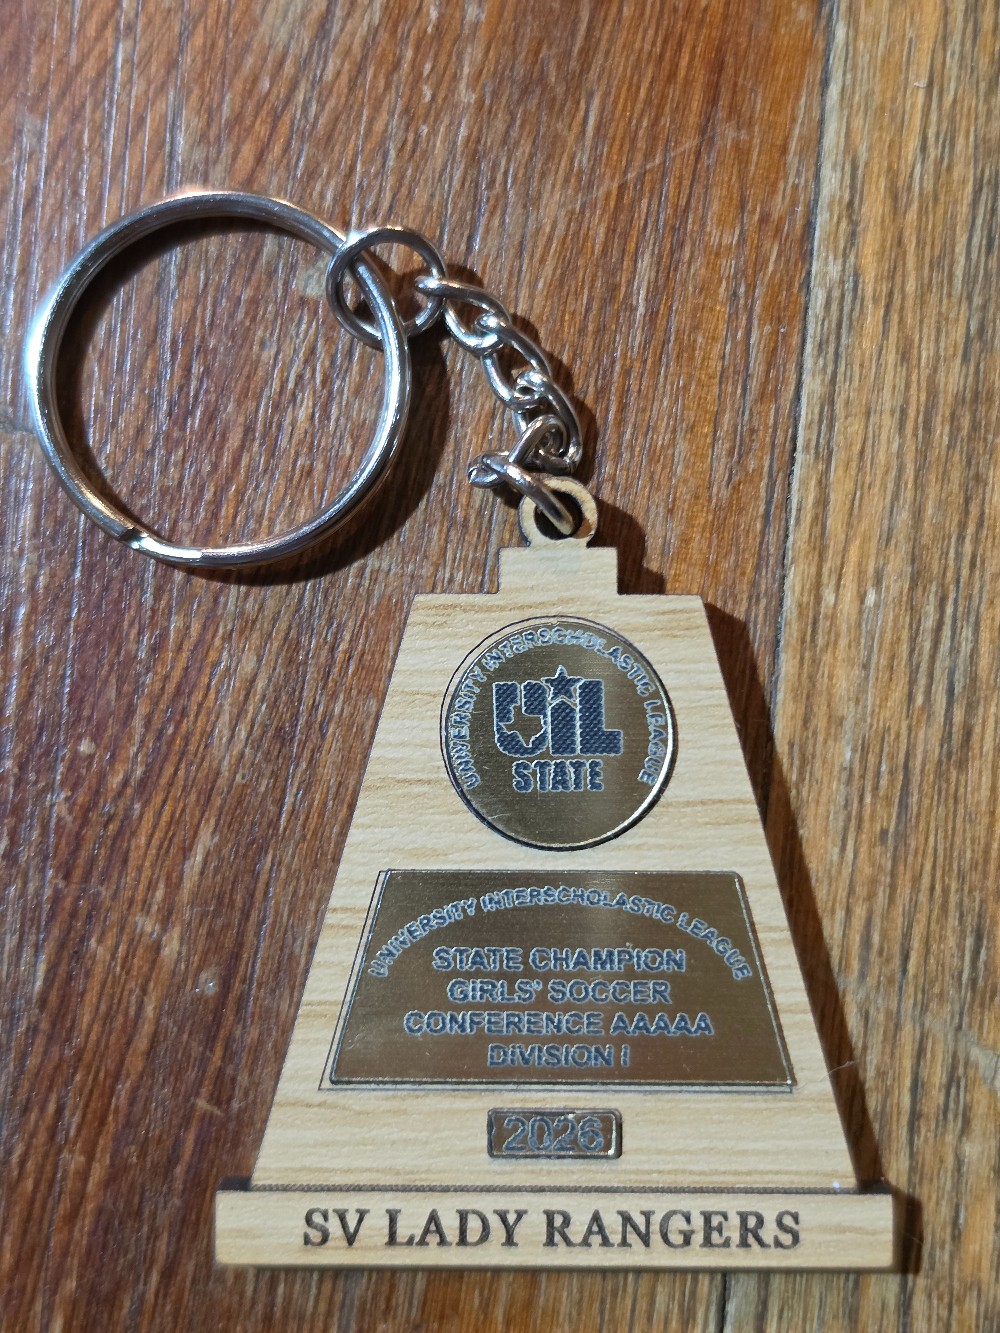 UNIVERSITY INTERSCHOLASTIC LEAGUE
UIL
STATE
UNIVERSITY INTERSCHOLASTIC LEAGUE
STATE CHAMPION
GIRLS' SOCCER
CONFERENCE AAAAA
DIVISION I
2026
SV LADY RANGERS